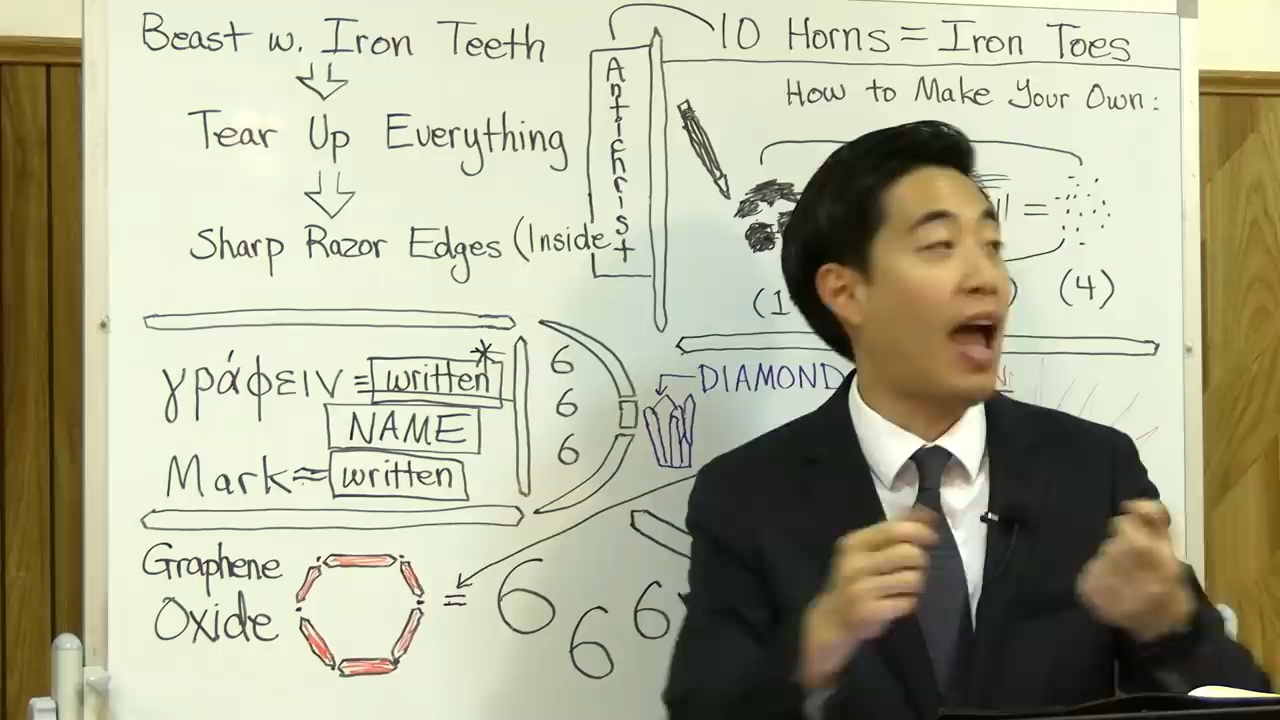 Beast w. Iron Teeth
Tear Up Everything
Sharp Razor Edges (Inside
Antichrist
10 Horns = Iron Toes
How to Make Your Own:
=
(1
) (4)
γράφειν = written*
NAME
Mark ≈ written
6
6
6
DIAMOND
Graphene
Oxide
= 6 6 6